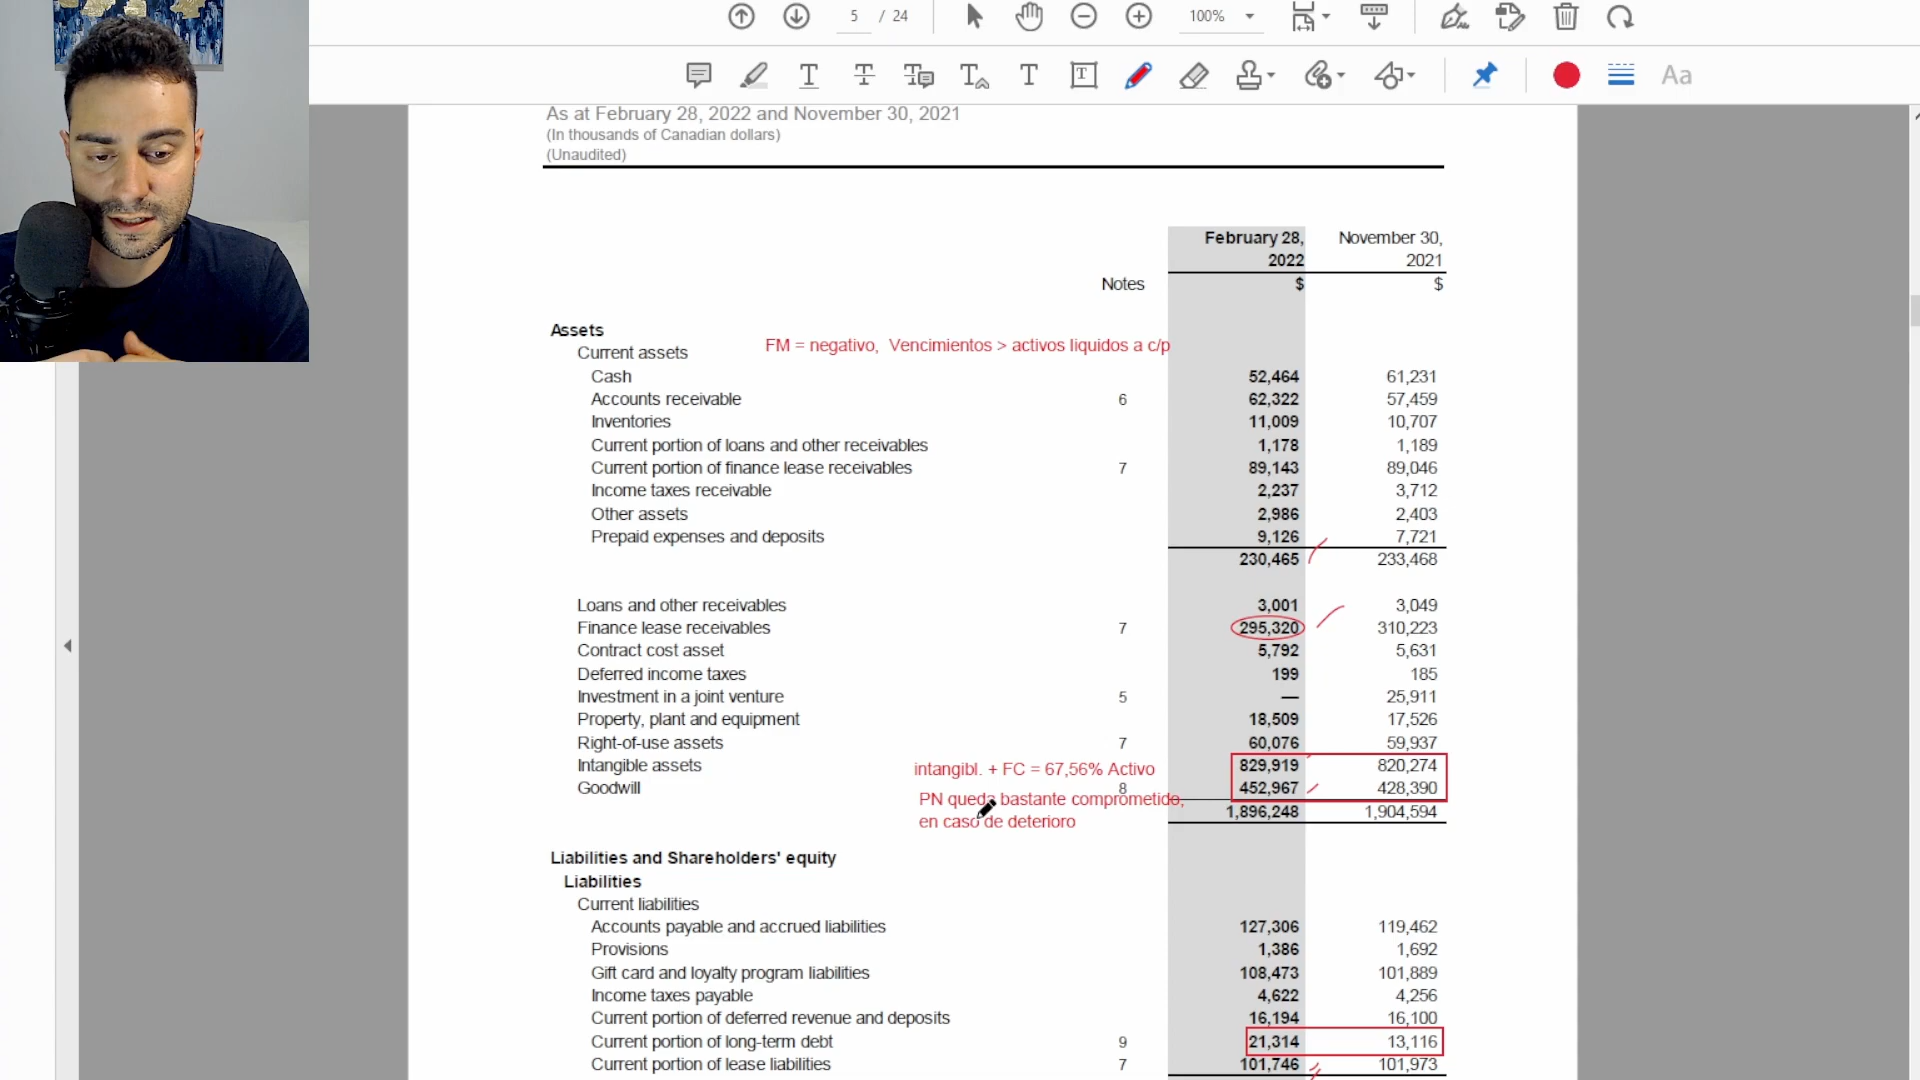 5 / 24
100%
Aa
As at February 28, 2022 and November 30, 2021
(In thousands of Canadian dollars)
(Unaudited)
February 28, November 30,
2022 2021
Notes $ $
Assets
FM = negativo, Vencimientos > activos liquidos a c/p
Current assets
Cash 52,464 61,231
Accounts receivable 6 62,322 57,459
Inventories 11,009 10,707
Current portion of loans and other receivables 1,178 1,189
Current portion of finance lease receivables 7 89,143 89,046
Income taxes receivable 2,237 3,712
Other assets 2,986 2,403
Prepaid expenses and deposits 9,126 7,721
230,465 233,468
Loans and other receivables 3,001 3,049
Finance lease receivables 7 295,320 310,223
Contract cost asset 5,792 5,631
Deferred income taxes 199 185
Investment in a joint venture 5 — 25,911
Property, plant and equipment 18,509 17,526
Right-of-use assets 7 60,076 59,937
Intangible assets intangibl. + FC = 67,56% Activo 829,919 820,274
Goodwill 8 452,967 428,390
PN queda bastante comprometido,
1,896,248 1,904,594
en caso de deterioro
Liabilities and Shareholders' equity
Liabilities
Current liabilities
Accounts payable and accrued liabilities 127,306 119,462
Provisions 1,386 1,692
Gift card and loyalty program liabilities 108,473 101,889
Income taxes payable 4,622 4,256
Current portion of deferred revenue and deposits 16,194 16,100
Current portion of long-term debt 9 21,314 13,116
Current portion of lease liabilities 7 101,746 101,973